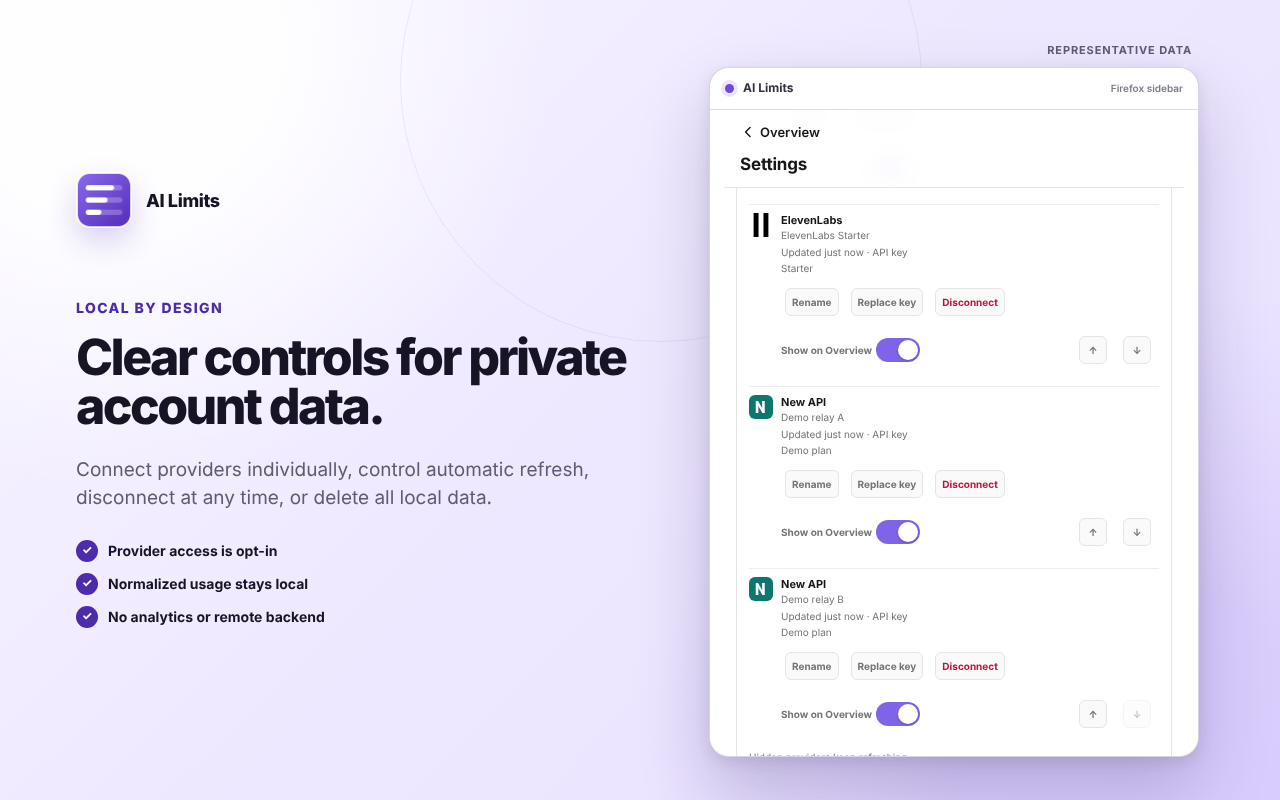 AI Limits
LOCAL BY DESIGN
Clear controls for private
account data.
Connect providers individually, control automatic refresh,
disconnect at any time, or delete all local data.
Provider access is opt-in
Normalized usage stays local
No analytics or remote backend
REPRESENTATIVE DATA
AI Limits
Firefox sidebar
Overview
Settings
ElevenLabs
ElevenLabs Starter
Updated just now · API key
Starter
Rename Replace key Disconnect
Show on Overview
N New API
Demo relay A
Updated just now · API key
Demo plan
Rename Replace key Disconnect
Show on Overview
N New API
Demo relay B
Updated just now · API key
Demo plan
Rename Replace key Disconnect
Show on Overview